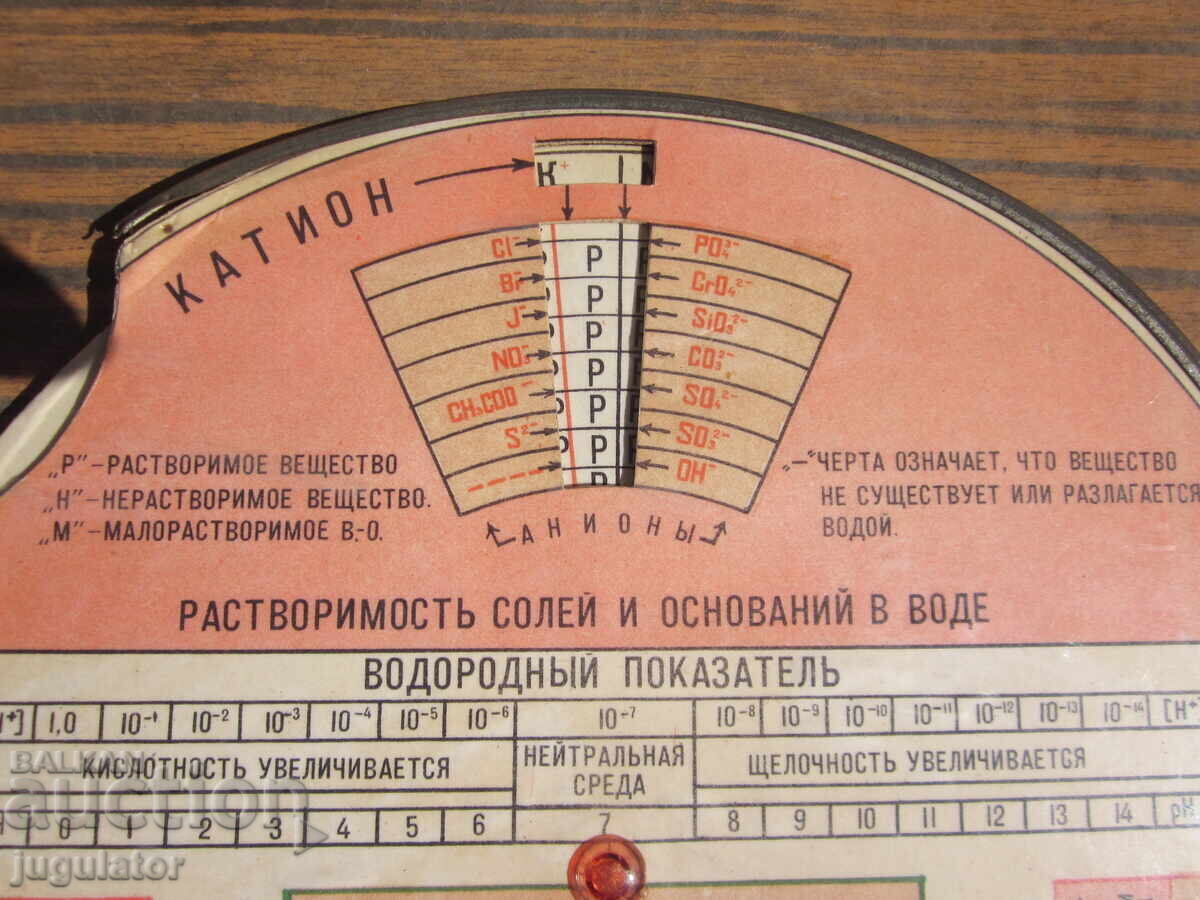 КАТИОН
К⁺
Cl⁻ Р PO₄³⁻
Br⁻ Р CrO₄²⁻
J⁻ Р SiO₃²⁻
NO₃⁻ Р CO₃²⁻
CH₃COO⁻ Р SO₄²⁻
S²⁻ Р SO₃²⁻
Р OH⁻
АНИОНЫ
„Р"-РАСТВОРИМОЕ ВЕЩЕСТВО
„Н"-НЕРАСТВОРИМОЕ ВЕЩЕСТВО.
„М"-МАЛОРАСТВОРИМОЕ В,-О.
„-"ЧЕРТА ОЗНАЧАЕТ, ЧТО ВЕЩЕСТВО
НЕ СУЩЕСТВУЕТ ИЛИ РАЗЛАГАЕТСЯ
ВОДОЙ.
РАСТВОРИМОСТЬ СОЛЕЙ И ОСНОВАНИЙ В ВОДЕ
ВОДОРОДНЫЙ ПОКАЗАТЕЛЬ
⁺] 1,0 10⁻¹ 10⁻² 10⁻³ 10⁻⁴ 10⁻⁵ 10⁻⁶ 10⁻⁷ 10⁻⁸ 10⁻⁹ 10⁻¹⁰ 10⁻¹¹ 10⁻¹² 10⁻¹³ 10⁻¹⁴ [H⁺
КИСЛОТНОСТЬ УВЕЛИЧИВАЕТСЯ
НЕЙТРАЛЬНАЯ
СРЕДА
ЩЕЛОЧНОСТЬ УВЕЛИЧИВАЕТСЯ
0 1 2 3 4 5 6 7 8 9 10 11 12 13 14 pH
BALKAN
auction
jugulator